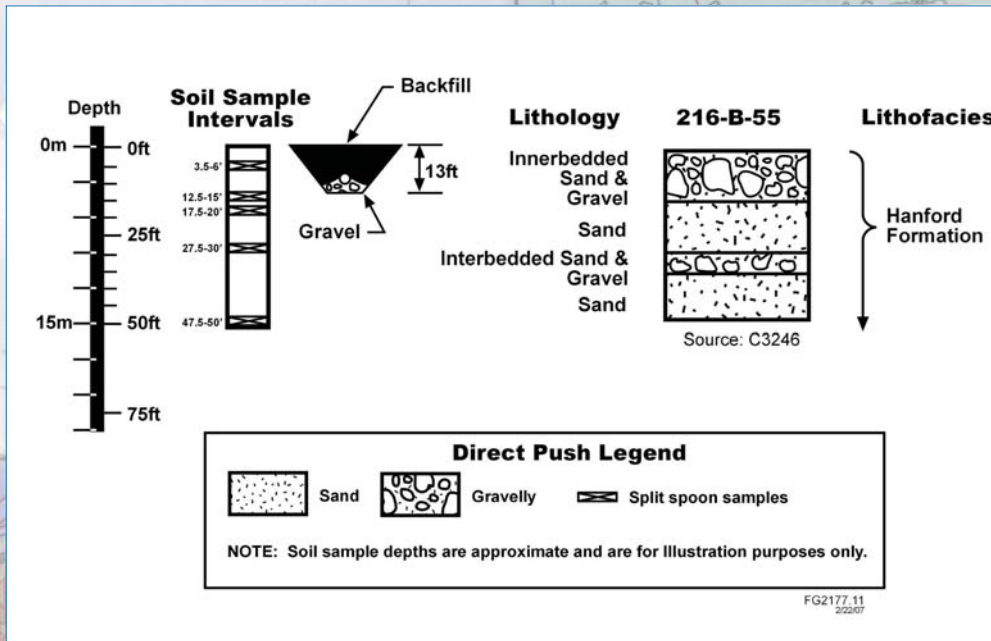 Depth
0m
0ft
25ft
15m
50ft
75ft
Soil Sample
Intervals
3.5-6'
12.5-15'
17.5-20'
27.5-30'
47.5-50'
Backfill
13ft
Gravel
Lithology
216-B-55
Lithofacies
Innerbedded
Sand &
Gravel
Sand
Interbedded Sand &
Gravel
Sand
Hanford
Formation
Source: C3246
Direct Push Legend
Sand
Gravelly
Split spoon samples
NOTE: Soil sample depths are approximate and are for Illustration purposes only.
FG2177.11
2/22/07